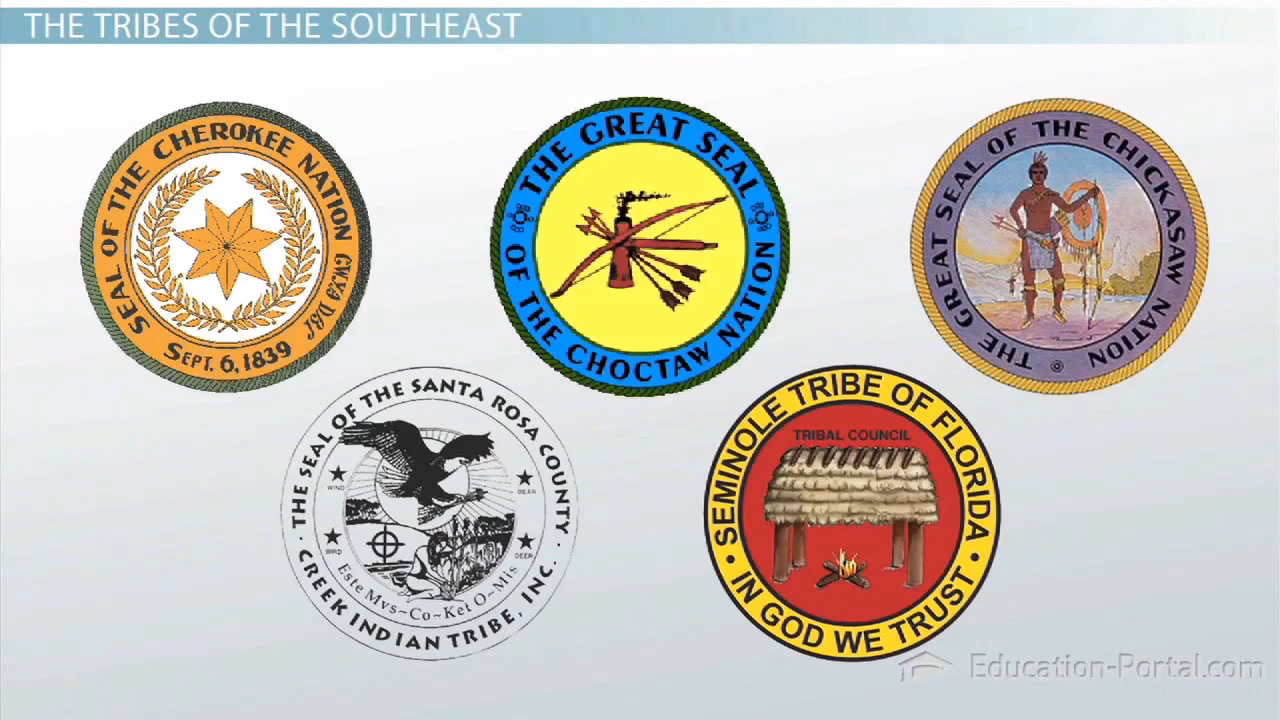 THE TRIBES OF THE SOUTHEAST
SEAL OF THE CHEROKEE NATION ᏣᎳᎩᎯ ᎠᏰᎵ
SEPT. 6, 1839
THE GREAT SEAL
OF THE CHOCTAW NATION
THE GREAT SEAL OF THE CHICKASAW NATION
THE SEAL OF THE SANTA ROSA COUNTY
CREEK INDIAN TRIBE, INC.
WIND
BEAR
BIRD
DEER
Este Mvs~Co~Ket O~Mis
SEMINOLE TRIBE OF FLORIDA
TRIBAL COUNCIL
IN GOD WE TRUST
Education-Portal.com